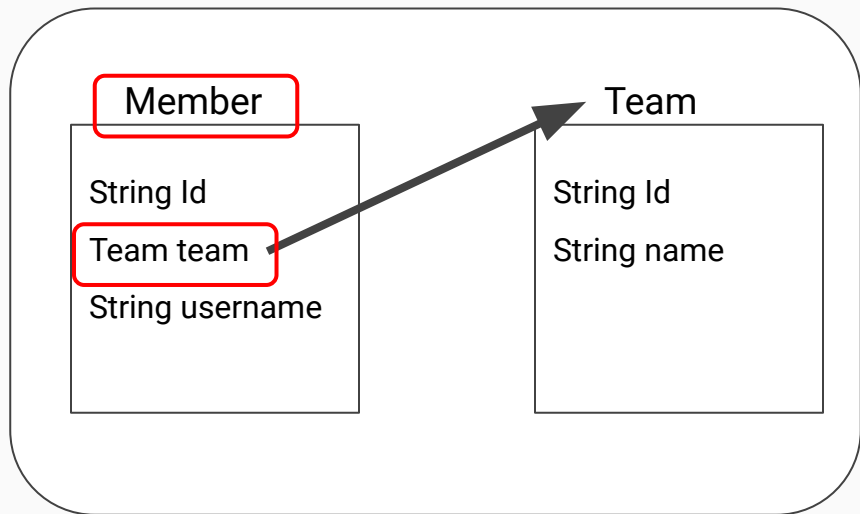 Member
String Id
Team team
String username
Team
String Id
String name